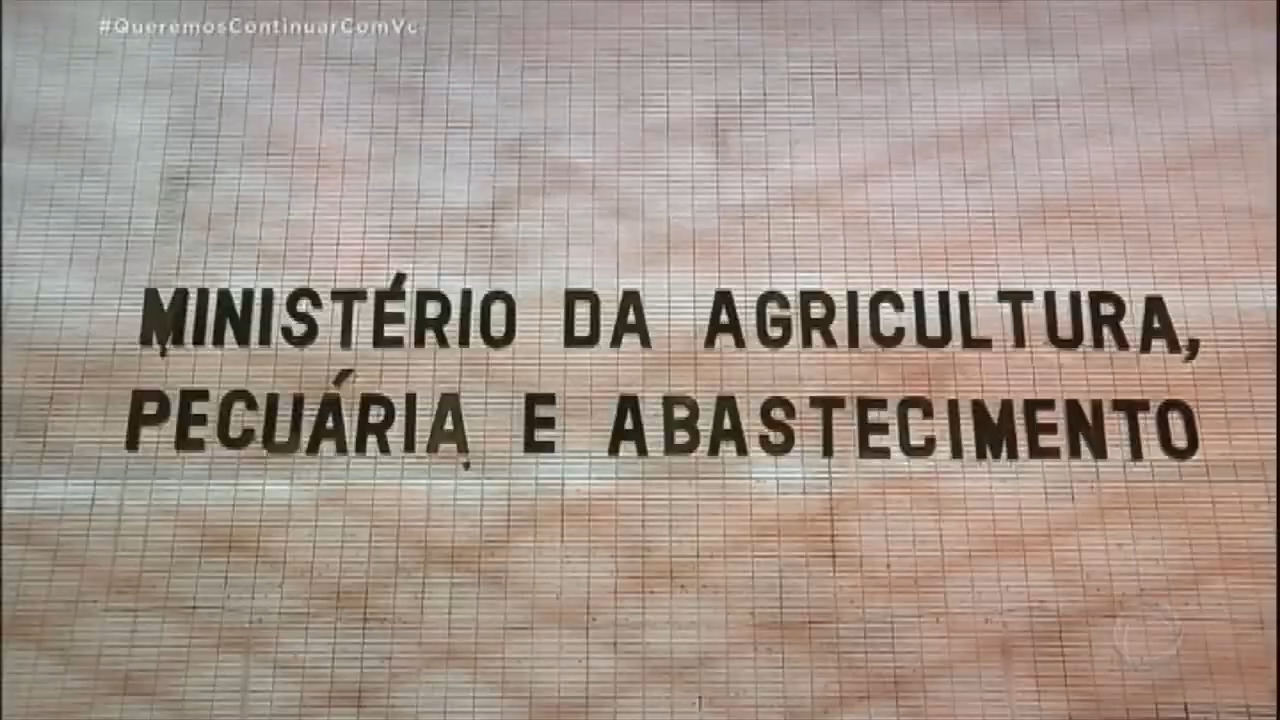 #QueremosContinuarComVc
MINISTÉRIO DA AGRICULTURA,
PECUÁRIA E ABASTECIMENTO